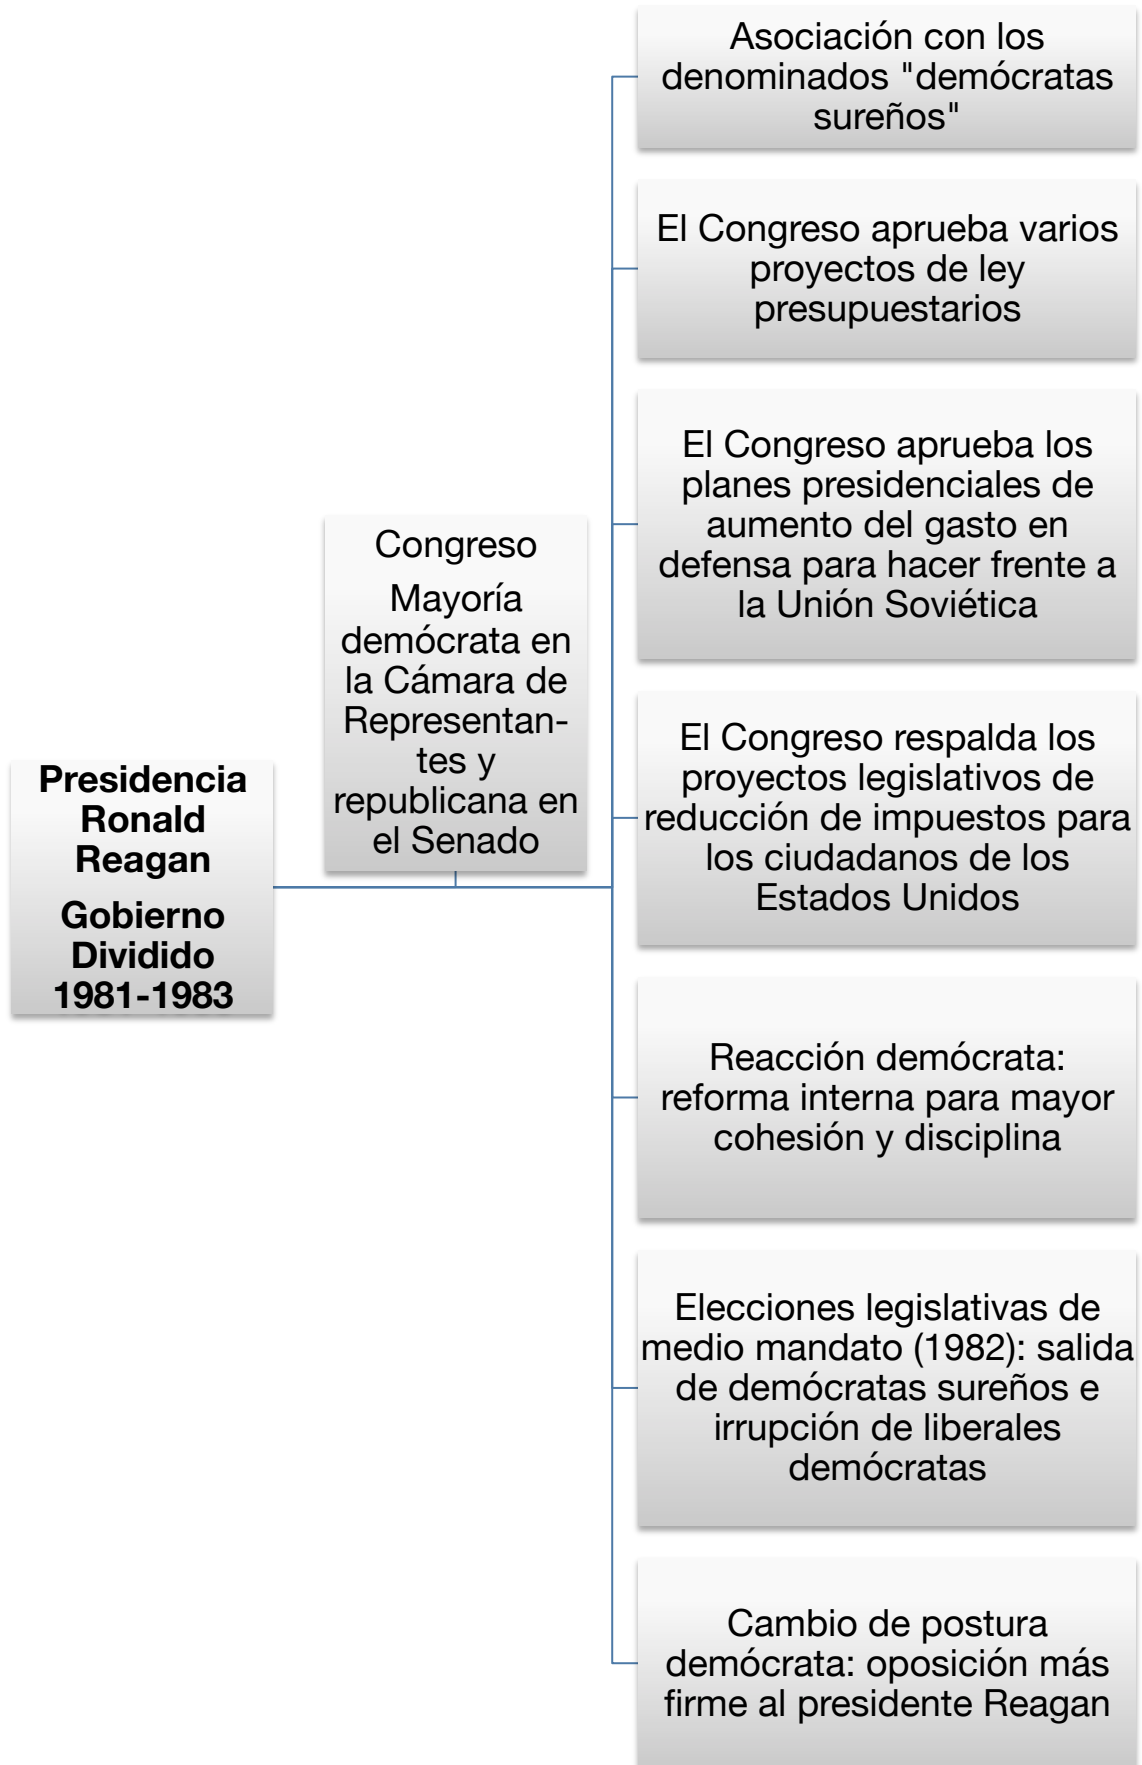 Presidencia
Ronald
Reagan
Gobierno
Dividido
1981-1983
Congreso
Mayoría
demócrata en
la Cámara de
Representan-
tes y
republicana en
el Senado
Asociación con los
denominados "demócratas
sureños"
El Congreso aprueba varios
proyectos de ley
presupuestarios
El Congreso aprueba los
planes presidenciales de
aumento del gasto en
defensa para hacer frente a
la Unión Soviética
El Congreso respalda los
proyectos legislativos de
reducción de impuestos para
los ciudadanos de los
Estados Unidos
Reacción demócrata:
reforma interna para mayor
cohesión y disciplina
Elecciones legislativas de
medio mandato (1982): salida
de demócratas sureños e
irrupción de liberales
demócratas
Cambio de postura
demócrata: oposición más
firme al presidente Reagan